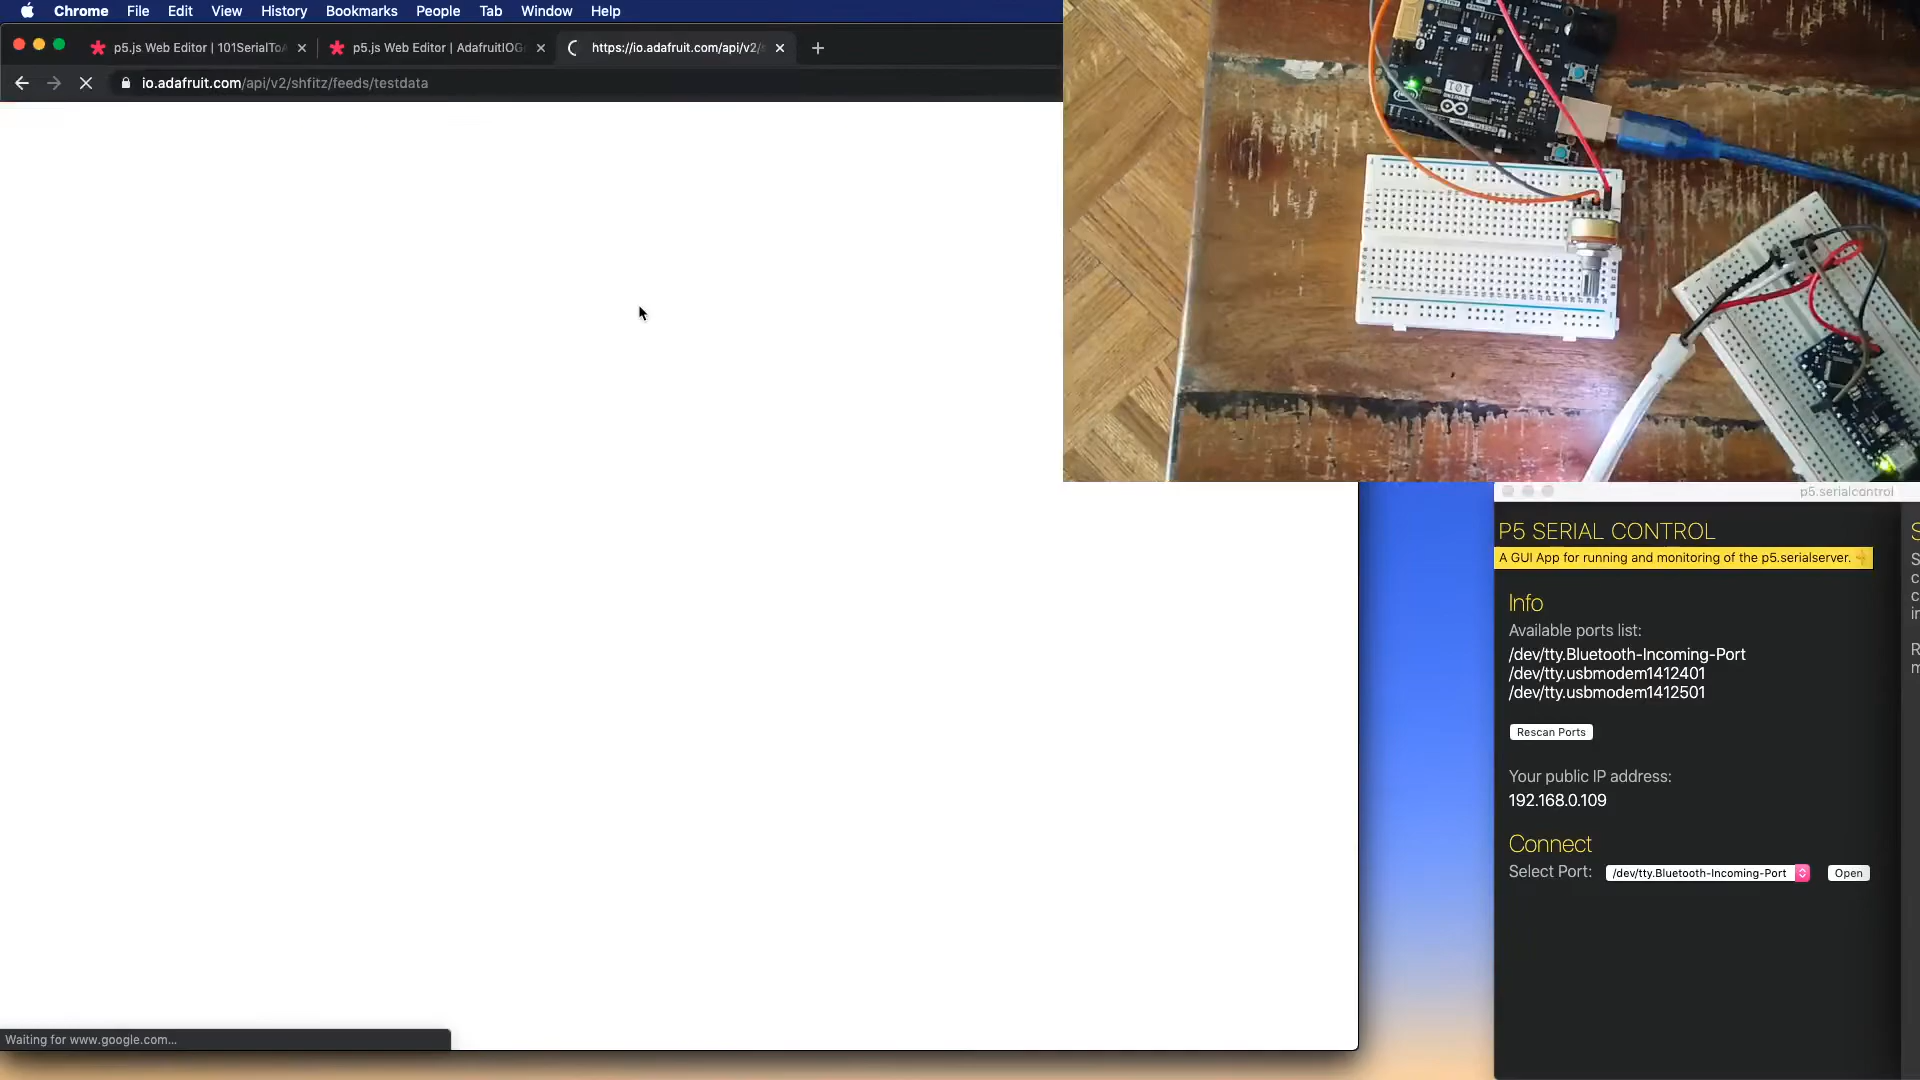 Chrome File Edit View History Bookmarks People Tab Window Help
p5.js Web Editor | 101SerialToA
p5.js Web Editor | AdafruitIOG
https://io.adafruit.com/api/v2/
io.adafruit.com/api/v2/shfitz/feeds/testdata
101
p5.serialcontrol
P5 SERIAL CONTROL
A GUI App for running and monitoring of the p5.serialserver.
Info
Available ports list:
/dev/tty.Bluetooth-Incoming-Port
/dev/tty.usbmodem1412401
/dev/tty.usbmodem1412501
Rescan Ports
Your public IP address:
192.168.0.109
Connect
Select Port: /dev/tty.Bluetooth-Incoming-Port Open
Waiting for www.google.com...